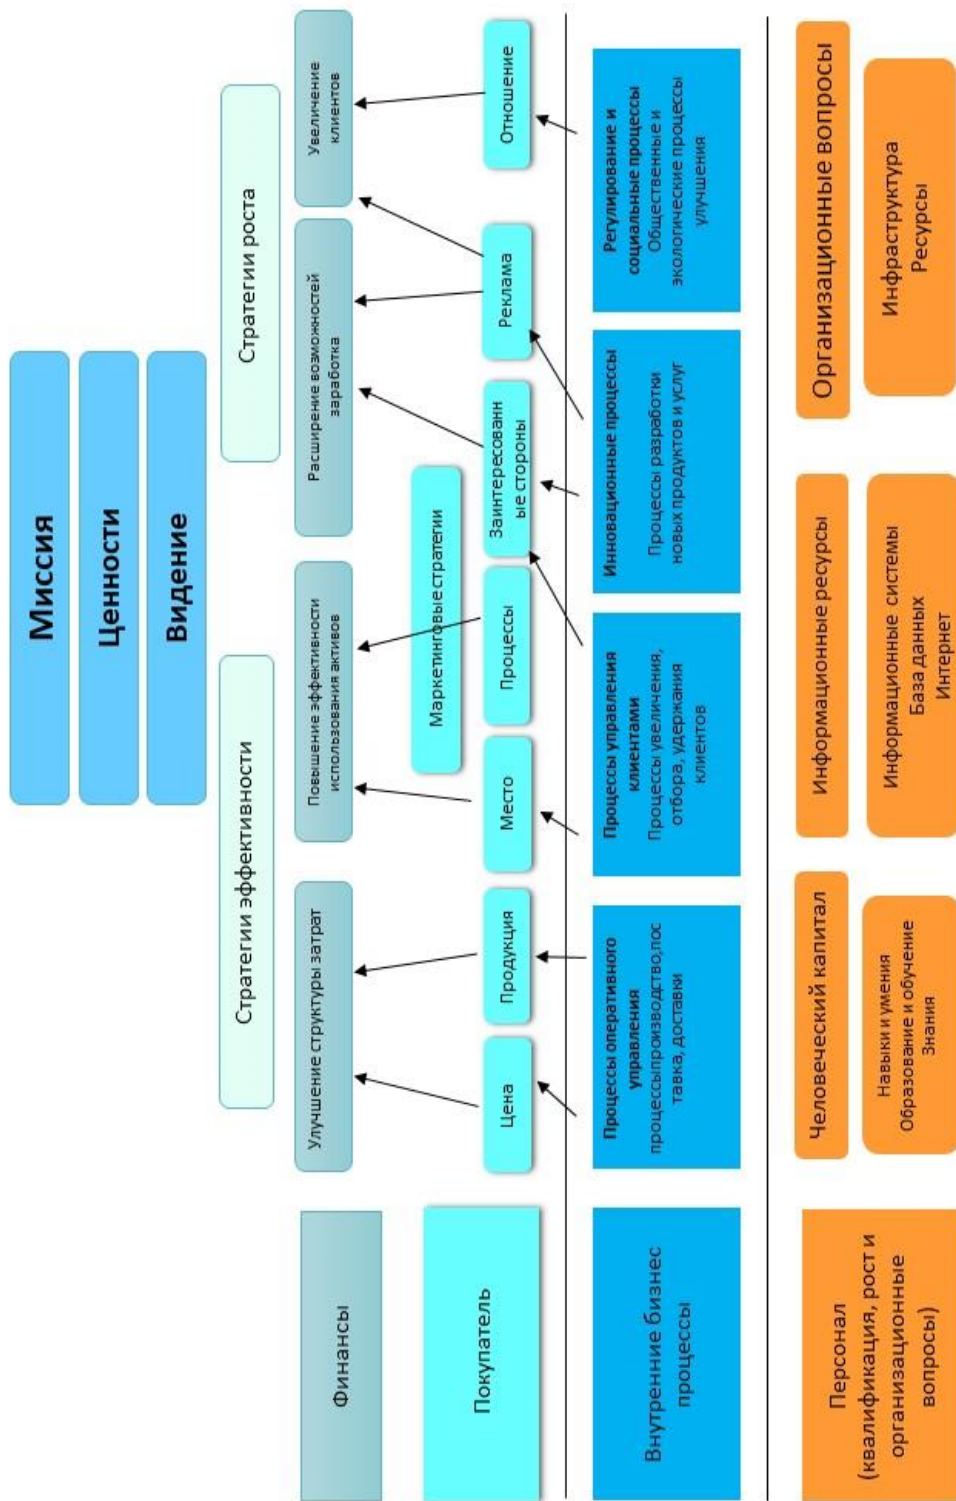 Миссия
Ценности
Видение
Стратегии эффективности
Стратегии роста
Финансы
Улучшение структуры затрат
Повышение эффективности
использования активов
Расширение возможностей
заработка
Увеличение
клиентов
Покупатель
Маркетинговые стратегии
Цена
Продукция
Место
Процессы
Заинтересованн
ые стороны
Реклама
Отношение
Внутренние бизнес
процессы
Процессы оперативного
управления
процессыпроизводство,пос
тавка, доставки
Процессы управления
клиентами
Процессы увеличения,
отбора, удержания
клиентов
Инновационные процессы
Процессы разработки
новых продуктов и услуг
Регулирование и
социальные процессы
Общественные и
экологические процессы
улучшения
Персонал
(квалификация, рост и
организационные
вопросы)
Человеческий капитал
Навыки и умения
Образование и обучение
Знания
Информационные ресурсы
Информационные системы
База данных
Интернет
Организационные вопросы
Инфраструктура
Ресурсы